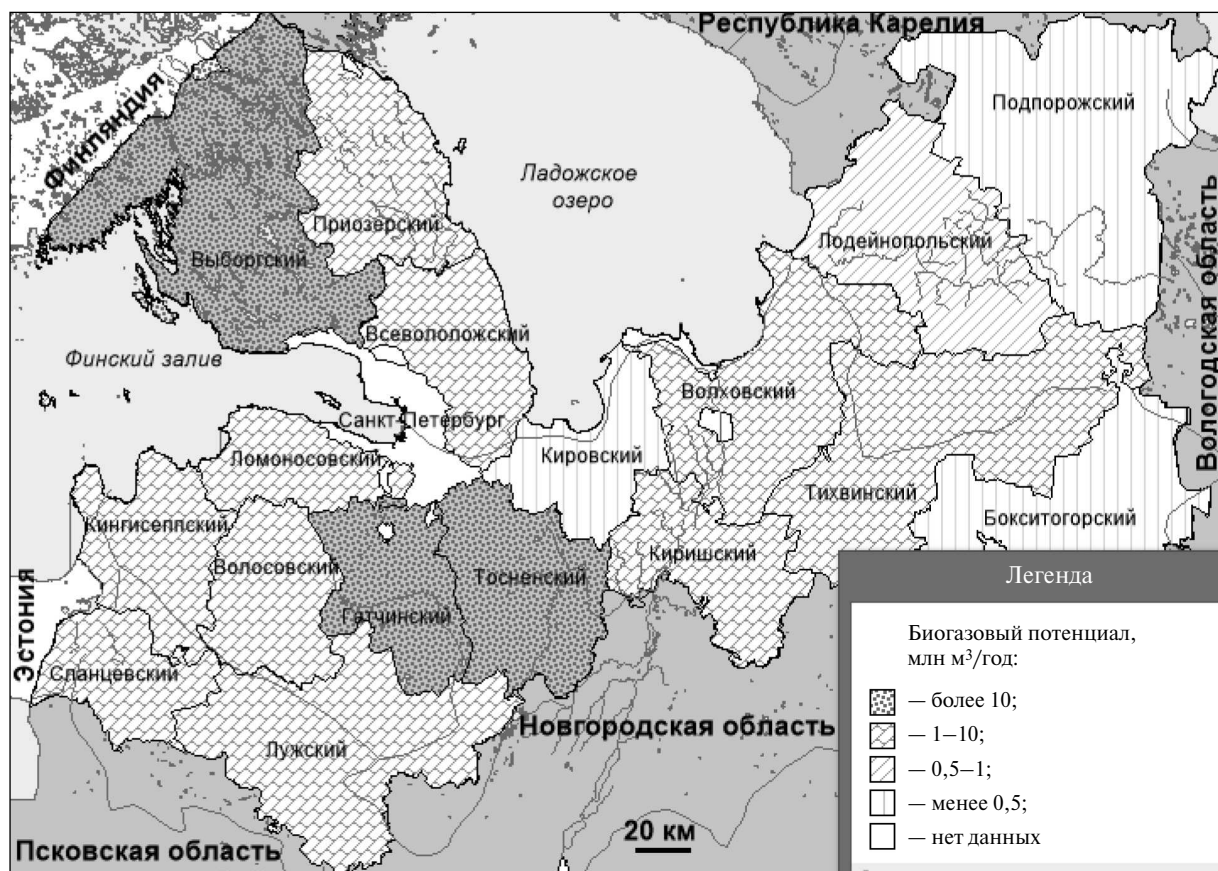 Республика Карелия
Финляндия
Подпорожский
Ладожское
озеро
Приозерский
Лодейнопольский
Вологодская область
Выборгский
Всевололожский
Финский залив
Волховский
Санкт-Петербург
Ломоносовский
Кировский
Тихвинский
Кингисеппский
Бокситогорский
Киришский
Волосовский
Тосненский
Гатчинский
Эстония
Сланцевский
Лужский
Новгородская область
Псковская область
20 км
Легенда
Биогазовый потенциал,
млн м³/год:
— более 10;
— 1–10;
— 0,5–1;
— менее 0,5;
— нет данных